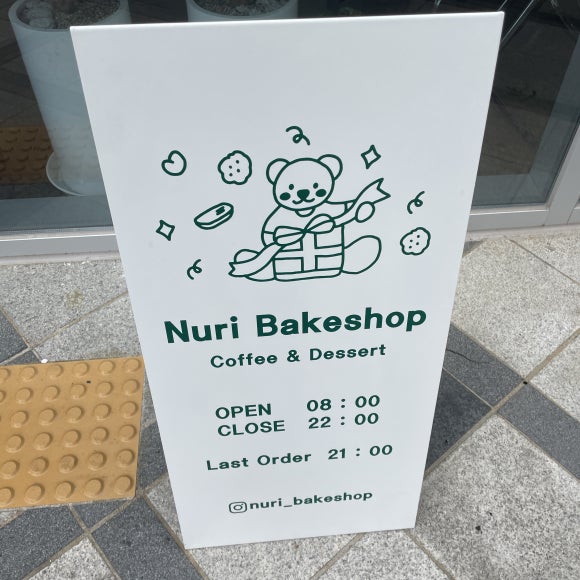 Nuri Bakeshop
Coffee & Dessert
OPEN 08 : 00
CLOSE 22 : 00
Last Order 21 : 00
nuri_bakeshop